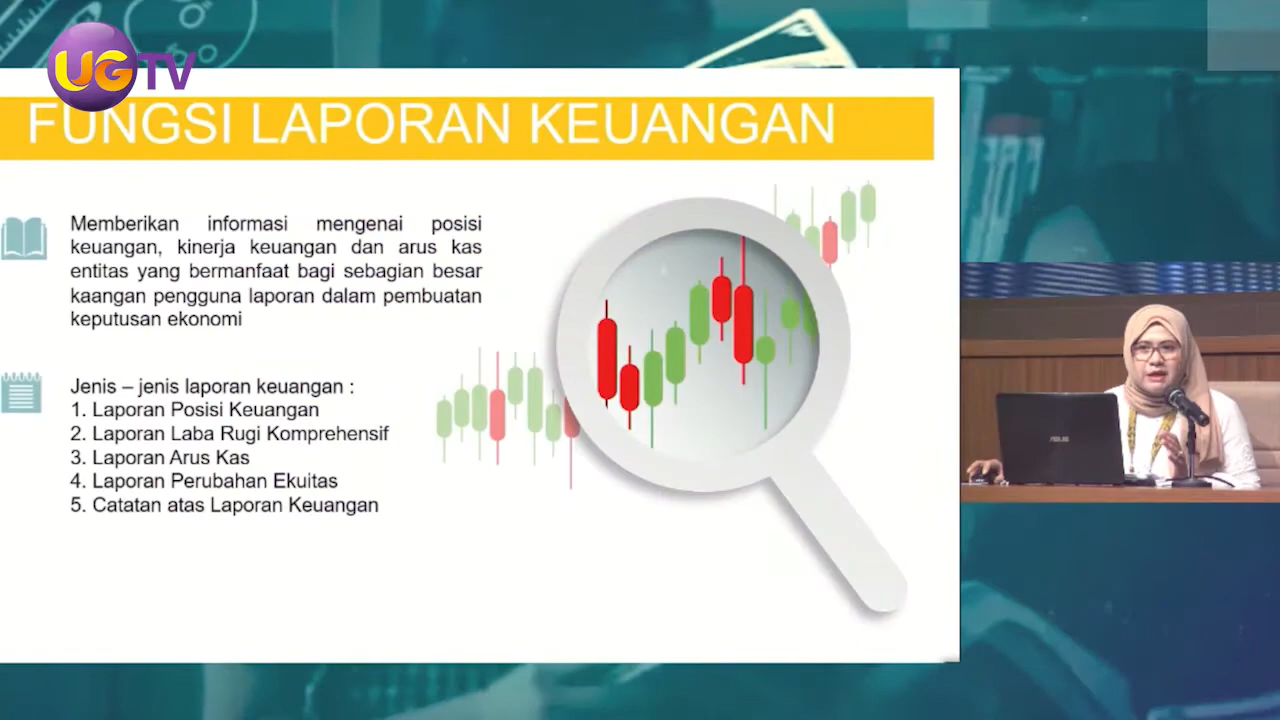 UGTV
FUNGSI LAPORAN KEUANGAN
Memberikan informasi mengenai posisi
keuangan, kinerja keuangan dan arus kas
entitas yang bermanfaat bagi sebagian besar
kaangan pengguna laporan dalam pembuatan
keputusan ekonomi
Jenis – jenis laporan keuangan :
1. Laporan Posisi Keuangan
2. Laporan Laba Rugi Komprehensif
3. Laporan Arus Kas
4. Laporan Perubahan Ekuitas
5. Catatan atas Laporan Keuangan
ASUS